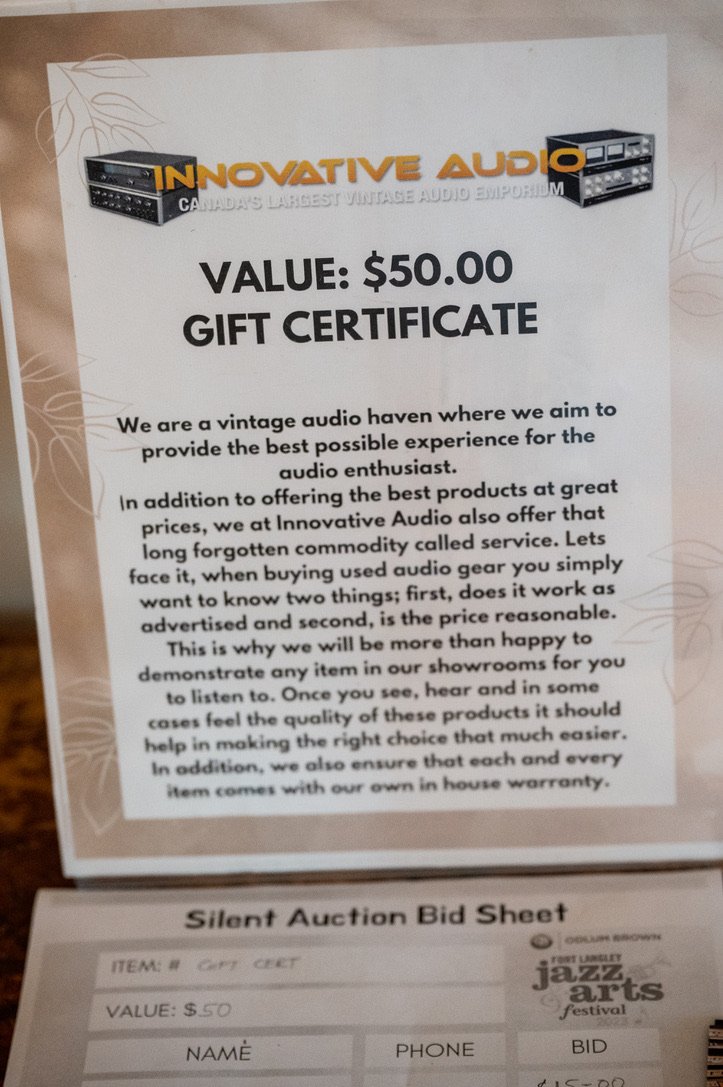 INNOVATIVE AUDIO
CANADA'S LARGEST VINTAGE AUDIO EMPORIUM
VALUE: $50.00
GIFT CERTIFICATE
We are a vintage audio haven where we aim to
provide the best possible experience for the
audio enthusiast.
In addition to offering the best products at great
prices, we at Innovative Audio also offer that
long forgotten commodity called service. Lets
face it, when buying used audio gear you simply
want to know two things; first, does it work as
advertised and second, is the price reasonable.
This is why we will be more than happy to
demonstrate any item in our showrooms for you
to listen to. Once you see, hear and in some
cases feel the quality of these products it should
help in making the right choice that much easier.
In addition, we also ensure that each and every
item comes with our own in house warranty.
Silent Auction Bid Sheet
ODLUM BROWN
FORT LANGLEY
jazz
& arts
festival
2023
ITEM: # GIFT CERT
VALUE: $ 50
NAME PHONE BID